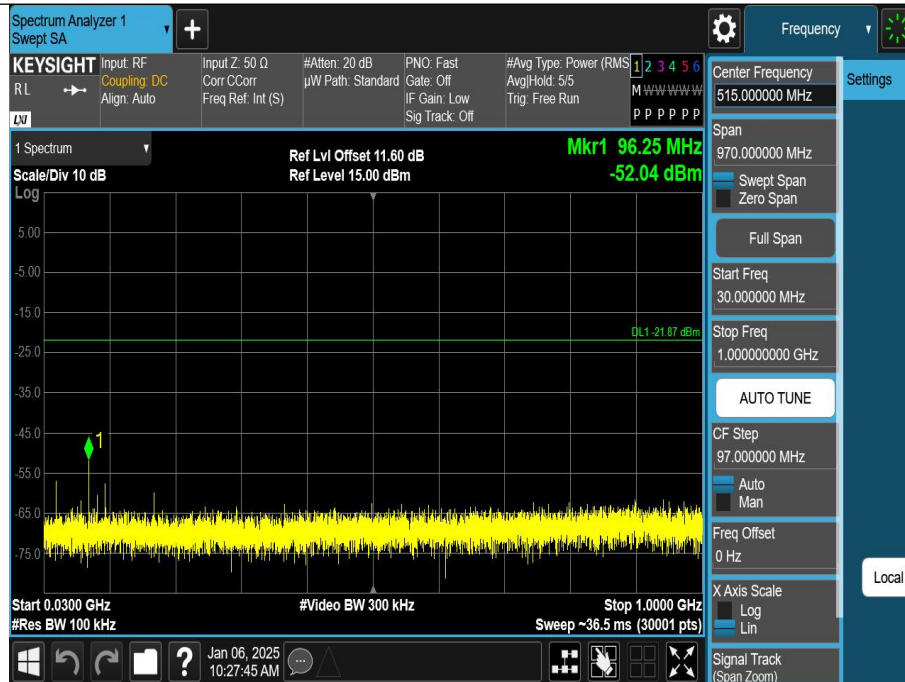 Spectrum Analyzer 1
Swept SA
+
Frequency
KEYSIGHT
RL
LXI
Input: RF
Coupling: DC
Align: Auto
Input Z: 50 Ω
Corr CCorr
Freq Ref: Int (S)
#Atten: 20 dB
µW Path: Standard
PNO: Fast
Gate: Off
IF Gain: Low
Sig Track: Off
#Avg Type: Power (RMS
Avg|Hold: 5/5
Trig: Free Run
1 2 3 4 5 6
M W W W W W
P P P P P P
1 Spectrum
Scale/Div 10 dB
Log
Ref Lvl Offset 11.60 dB
Ref Level 15.00 dBm
Mkr1 96.25 MHz
-52.04 dBm
5.00
-5.00
-15.0
DL1 -21.87 dBm
-25.0
-35.0
-45.0
1
-55.0
-65.0
-75.0
Start 0.0300 GHz
#Res BW 100 kHz
#Video BW 300 kHz
Stop 1.0000 GHz
Sweep ~36.5 ms (30001 pts)
Jan 06, 2025
10:27:45 AM
?
Center Frequency
515.000000 MHz
Span
970.000000 MHz
Swept Span
Zero Span
Full Span
Start Freq
30.000000 MHz
Stop Freq
1.000000000 GHz
AUTO TUNE
CF Step
97.000000 MHz
Auto
Man
Freq Offset
0 Hz
X Axis Scale
Log
Lin
Signal Track
(Span Zoom)
Settings
Local